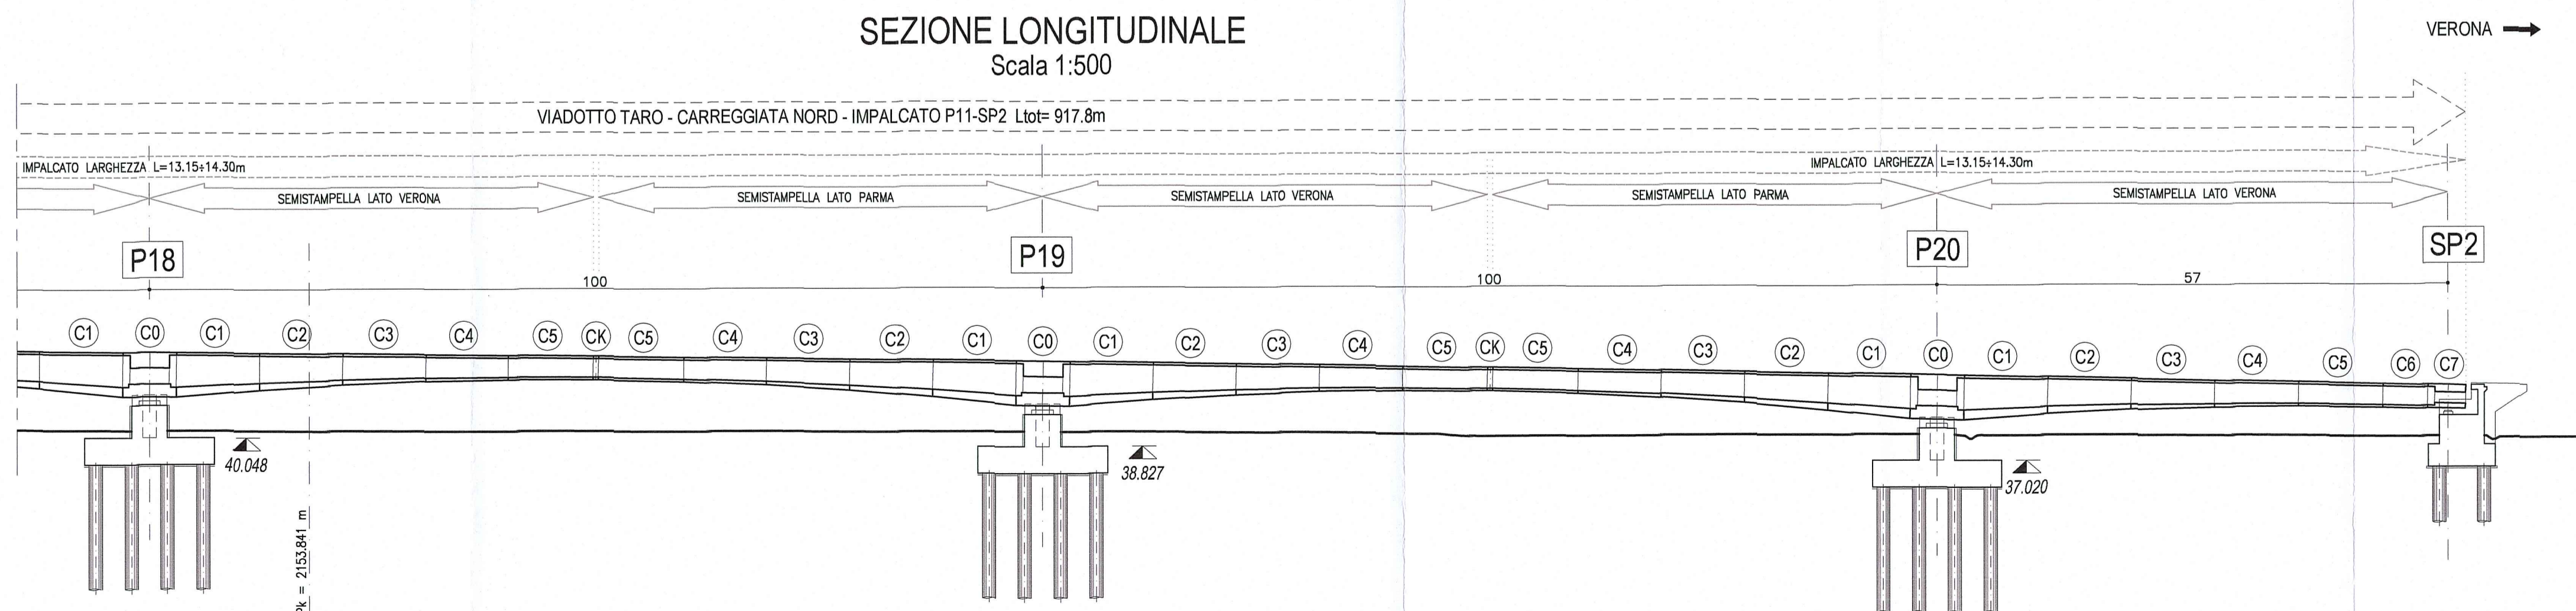 SEZIONE LONGITUDINALE
Scala 1:500
VERONA
VIADOTTO TARO - CARREGGIATA NORD - IMPALCATO P11-SP2 Ltot= 917.8m
IMPALCATO LARGHEZZA L=13.15÷14.30m
IMPALCATO LARGHEZZA L=13.15÷14.30m
SEMISTAMPELLA LATO VERONA
SEMISTAMPELLA LATO PARMA
SEMISTAMPELLA LATO VERONA
SEMISTAMPELLA LATO PARMA
SEMISTAMPELLA LATO VERONA
P18
P19
P20
SP2
100
100
57
C1 C0 C1 C2 C3 C4 C5 CK C5 C4 C3 C2 C1 C0 C1 C2 C3 C4 C5 CK C5 C4 C3 C2 C1 C0 C1 C2 C3 C4 C5 C6 C7
40.048
38.827
37.020
Pk = 2153.841 m